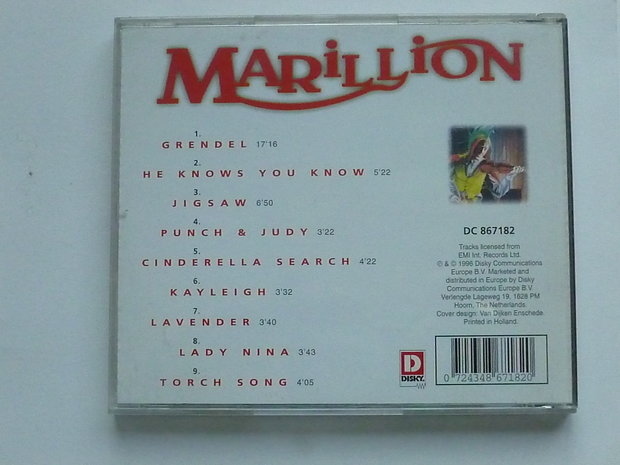 MARiLLiON
1.
GRENDEL 17'16
2.
HE KNOWS YOU KNOW 5'22
3.
JIGSAW 6'50
4.
PUNCH & JUDY 3'22
5.
CINDERELLA SEARCH 4'22
6.
KAYLEIGH 3'32
7.
LAVENDER 3'40
8.
LADY NINA 3'43
9.
TORCH SONG 4'05
DC 867182
Tracks licensed from
EMI Int. Records Ltd.
℗ & © 1996 Disky Communications
Europe B.V. Marketed and
distributed in Europe by Disky
Communications Europe B.V.
Verlengde Lageweg 19, 1628 PM
Hoorn, The Netherlands.
Cover design: Van Dijken Enschede.
Printed in Holland.
D
DISKY
0 724348 671820